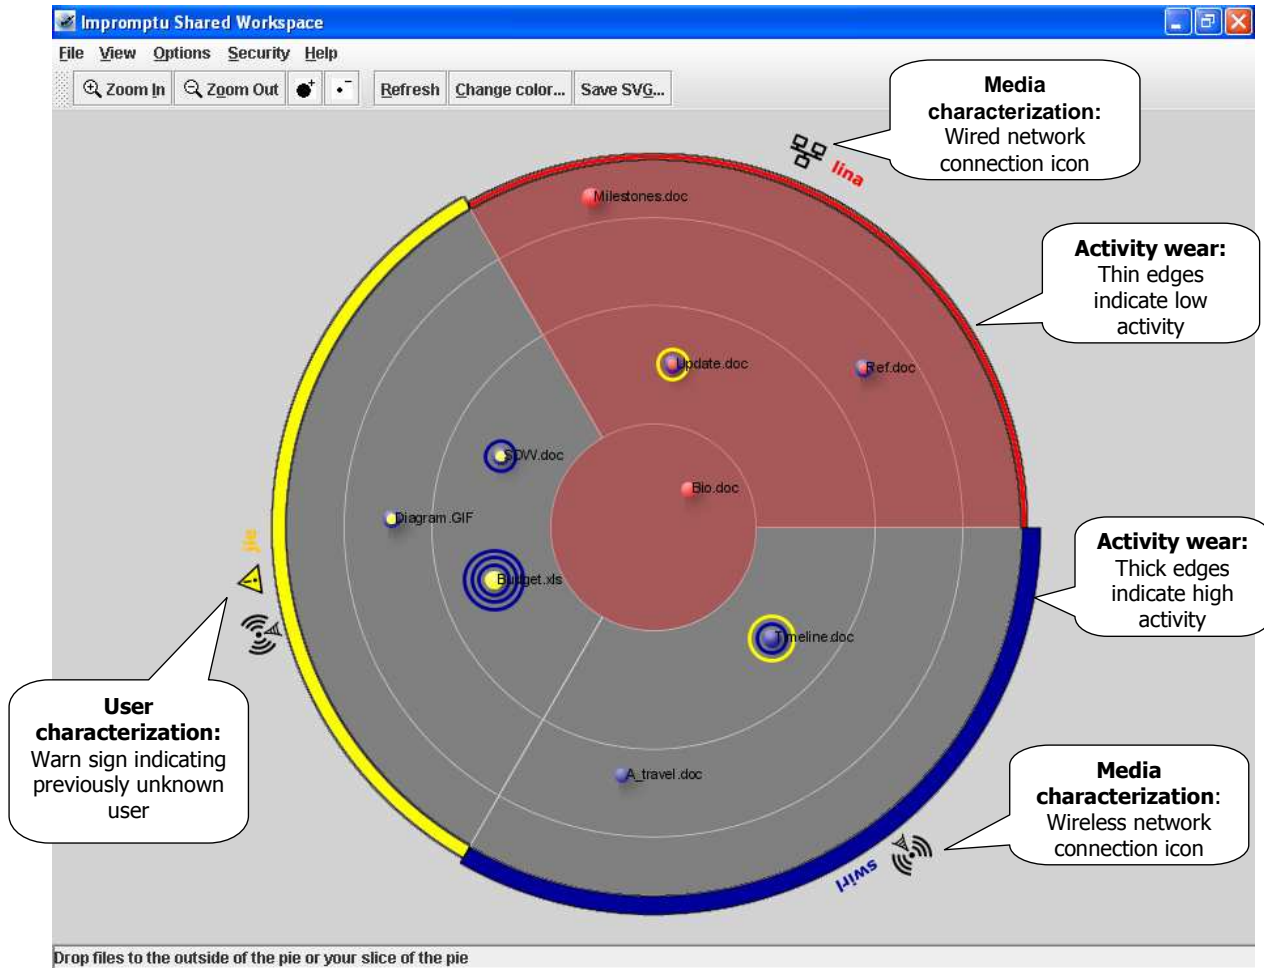 Impromptu Shared Workspace
File View Options Security Help
Zoom In Zoom Out Refresh Change color... Save SVG...
Media
characterization:
Wired network
connection icon
lina
Milestones.doc
Activity wear:
Thin edges
indicate low
activity
Update.doc
Ref.doc
SOW.doc
Bio.doc
Diagram.GIF
jie
Budget.xls
Activity wear:
Thick edges
indicate high
activity
Timeline.doc
User
characterization:
Warn sign indicating
previously unknown
user
A_travel.doc
Media
characterization:
Wireless network
connection icon
swirl
Drop files to the outside of the pie or your slice of the pie